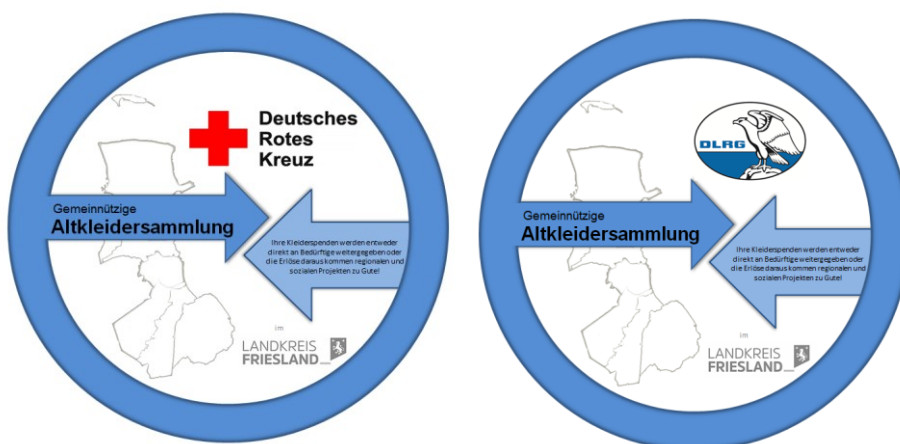 Deutsches
Rotes
Kreuz
Gemeinnützige
Altkleidersammlung
Ihre Kleiderspenden werden entweder
direkt an Bedürftige weitergegeben oder
die Erlöse daraus kommen regionalen und
sozialen Projekten zu Gute!
im
LANDKREIS
FRIESLAND
DLRG
Gemeinnützige
Altkleidersammlung
Ihre Kleiderspenden werden entweder
direkt an Bedürftige weitergegeben oder
die Erlöse daraus kommen regionalen und
sozialen Projekten zu Gute!
im
LANDKREIS
FRIESLAND